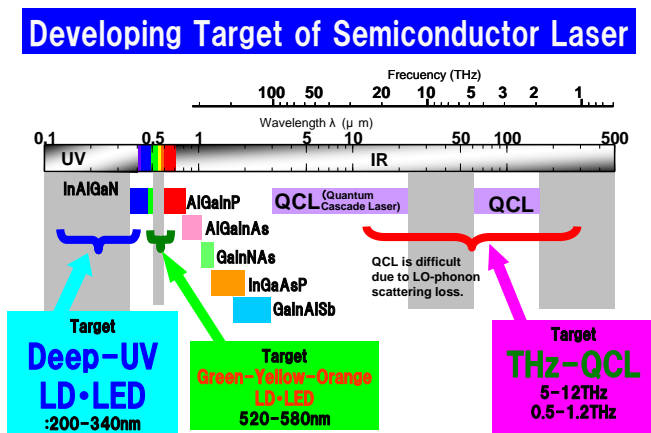 Developing Target of Semiconductor Laser
Frecuency (THz)
100 50 20 10 5 3 2 1
Wavelength λ (μ m)
0.1 0.5 1 5 10 50 100 500
UV IR
InAlGaN
AlGaInP
QCL (Quantum Cascade Laser)
QCL
AlGaInAs
GaInNAs
InGaAsP
GaInAlSb
QCL is difficult
due to LO-phonon
scattering loss.
Target
Deep-UV
LD・LED
:200-340nm
Target
Green-Yellow-Orange
LD・LED
520-580nm
Target
THz-QCL
5-12THz
0.5-1.2THz